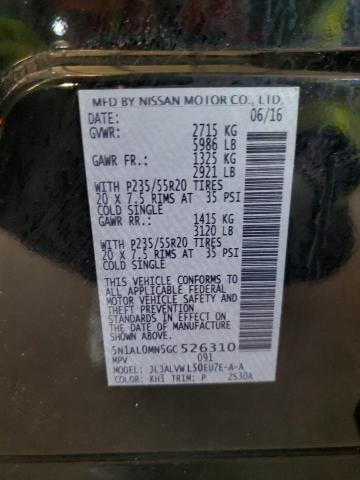 MFD BY NISSAN MOTOR CO., LTD.
DATE: 06/16
GVWR: 2715 KG
5986 LB
GAWR FR.: 1325 KG
2921 LB
WITH P235/55R20 TIRES
20 X 7.5 RIMS AT 35 PSI
COLD SINGLE
GAWR RR.: 1415 KG
3120 LB
WITH P235/55R20 TIRES
20 X 7.5 RIMS AT 35 PSI
COLD SINGLE
THIS VEHICLE CONFORMS TO
ALL APPLICABLE FEDERAL
MOTOR VEHICLE SAFETY AND
THEFT PREVENTION
STANDARDS IN EFFECT ON
THE DATE OF MANUFACTURE
SHOWN ABOVE.
5N1AL0MN5GC526310
MPV 091
MODEL: JLJALVWL50EU7E-A-A
COLOR: KH3 TRIM: P 2S30A